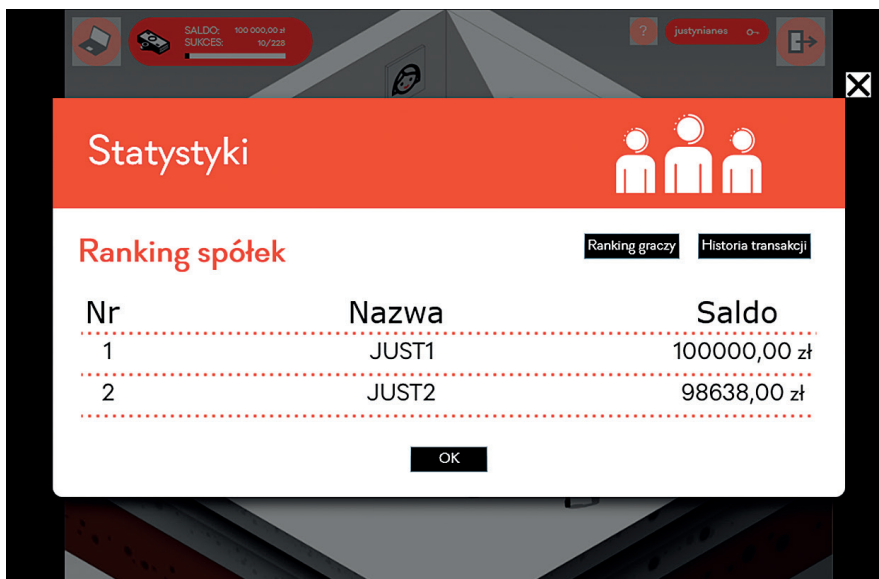 SALDO: 100 000,00 zł
SUKCES: 10/228
? justynianes
Statystyki
Ranking spółek
Ranking graczy Historia transakcji
Nr Nazwa Saldo
1 JUST1 100000,00 zł
2 JUST2 98638,00 zł
OK